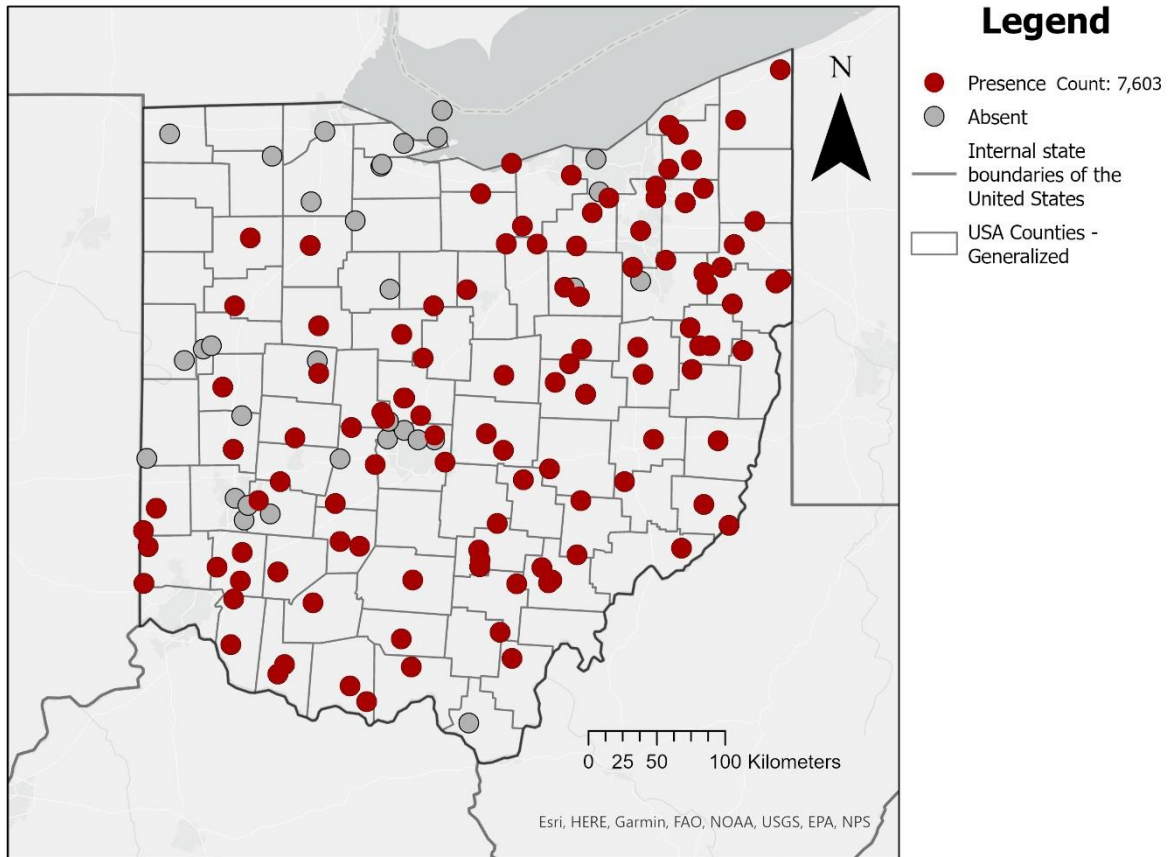 Legend
N
Presence Count: 7,603
Absent
Internal state
boundaries of the
United States
USA Counties -
Generalized
0 25 50 100 Kilometers
Esri, HERE, Garmin, FAO, NOAA, USGS, EPA, NPS